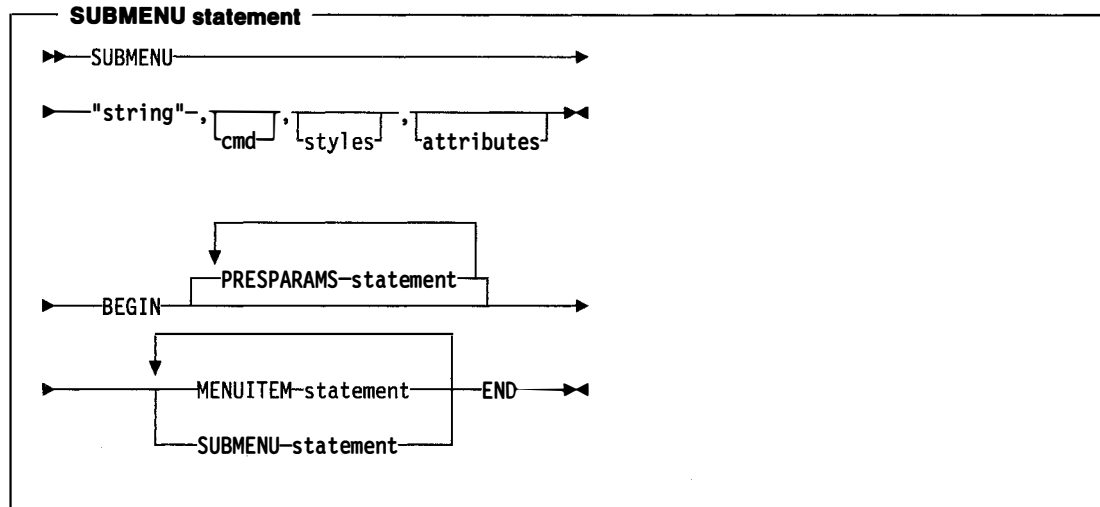 SUBMENU statement
SUBMENU
"string" , cmd , styles , attributes
PRESPARAMS statement
BEGIN
MENUITEM statement END
SUBMENU statement